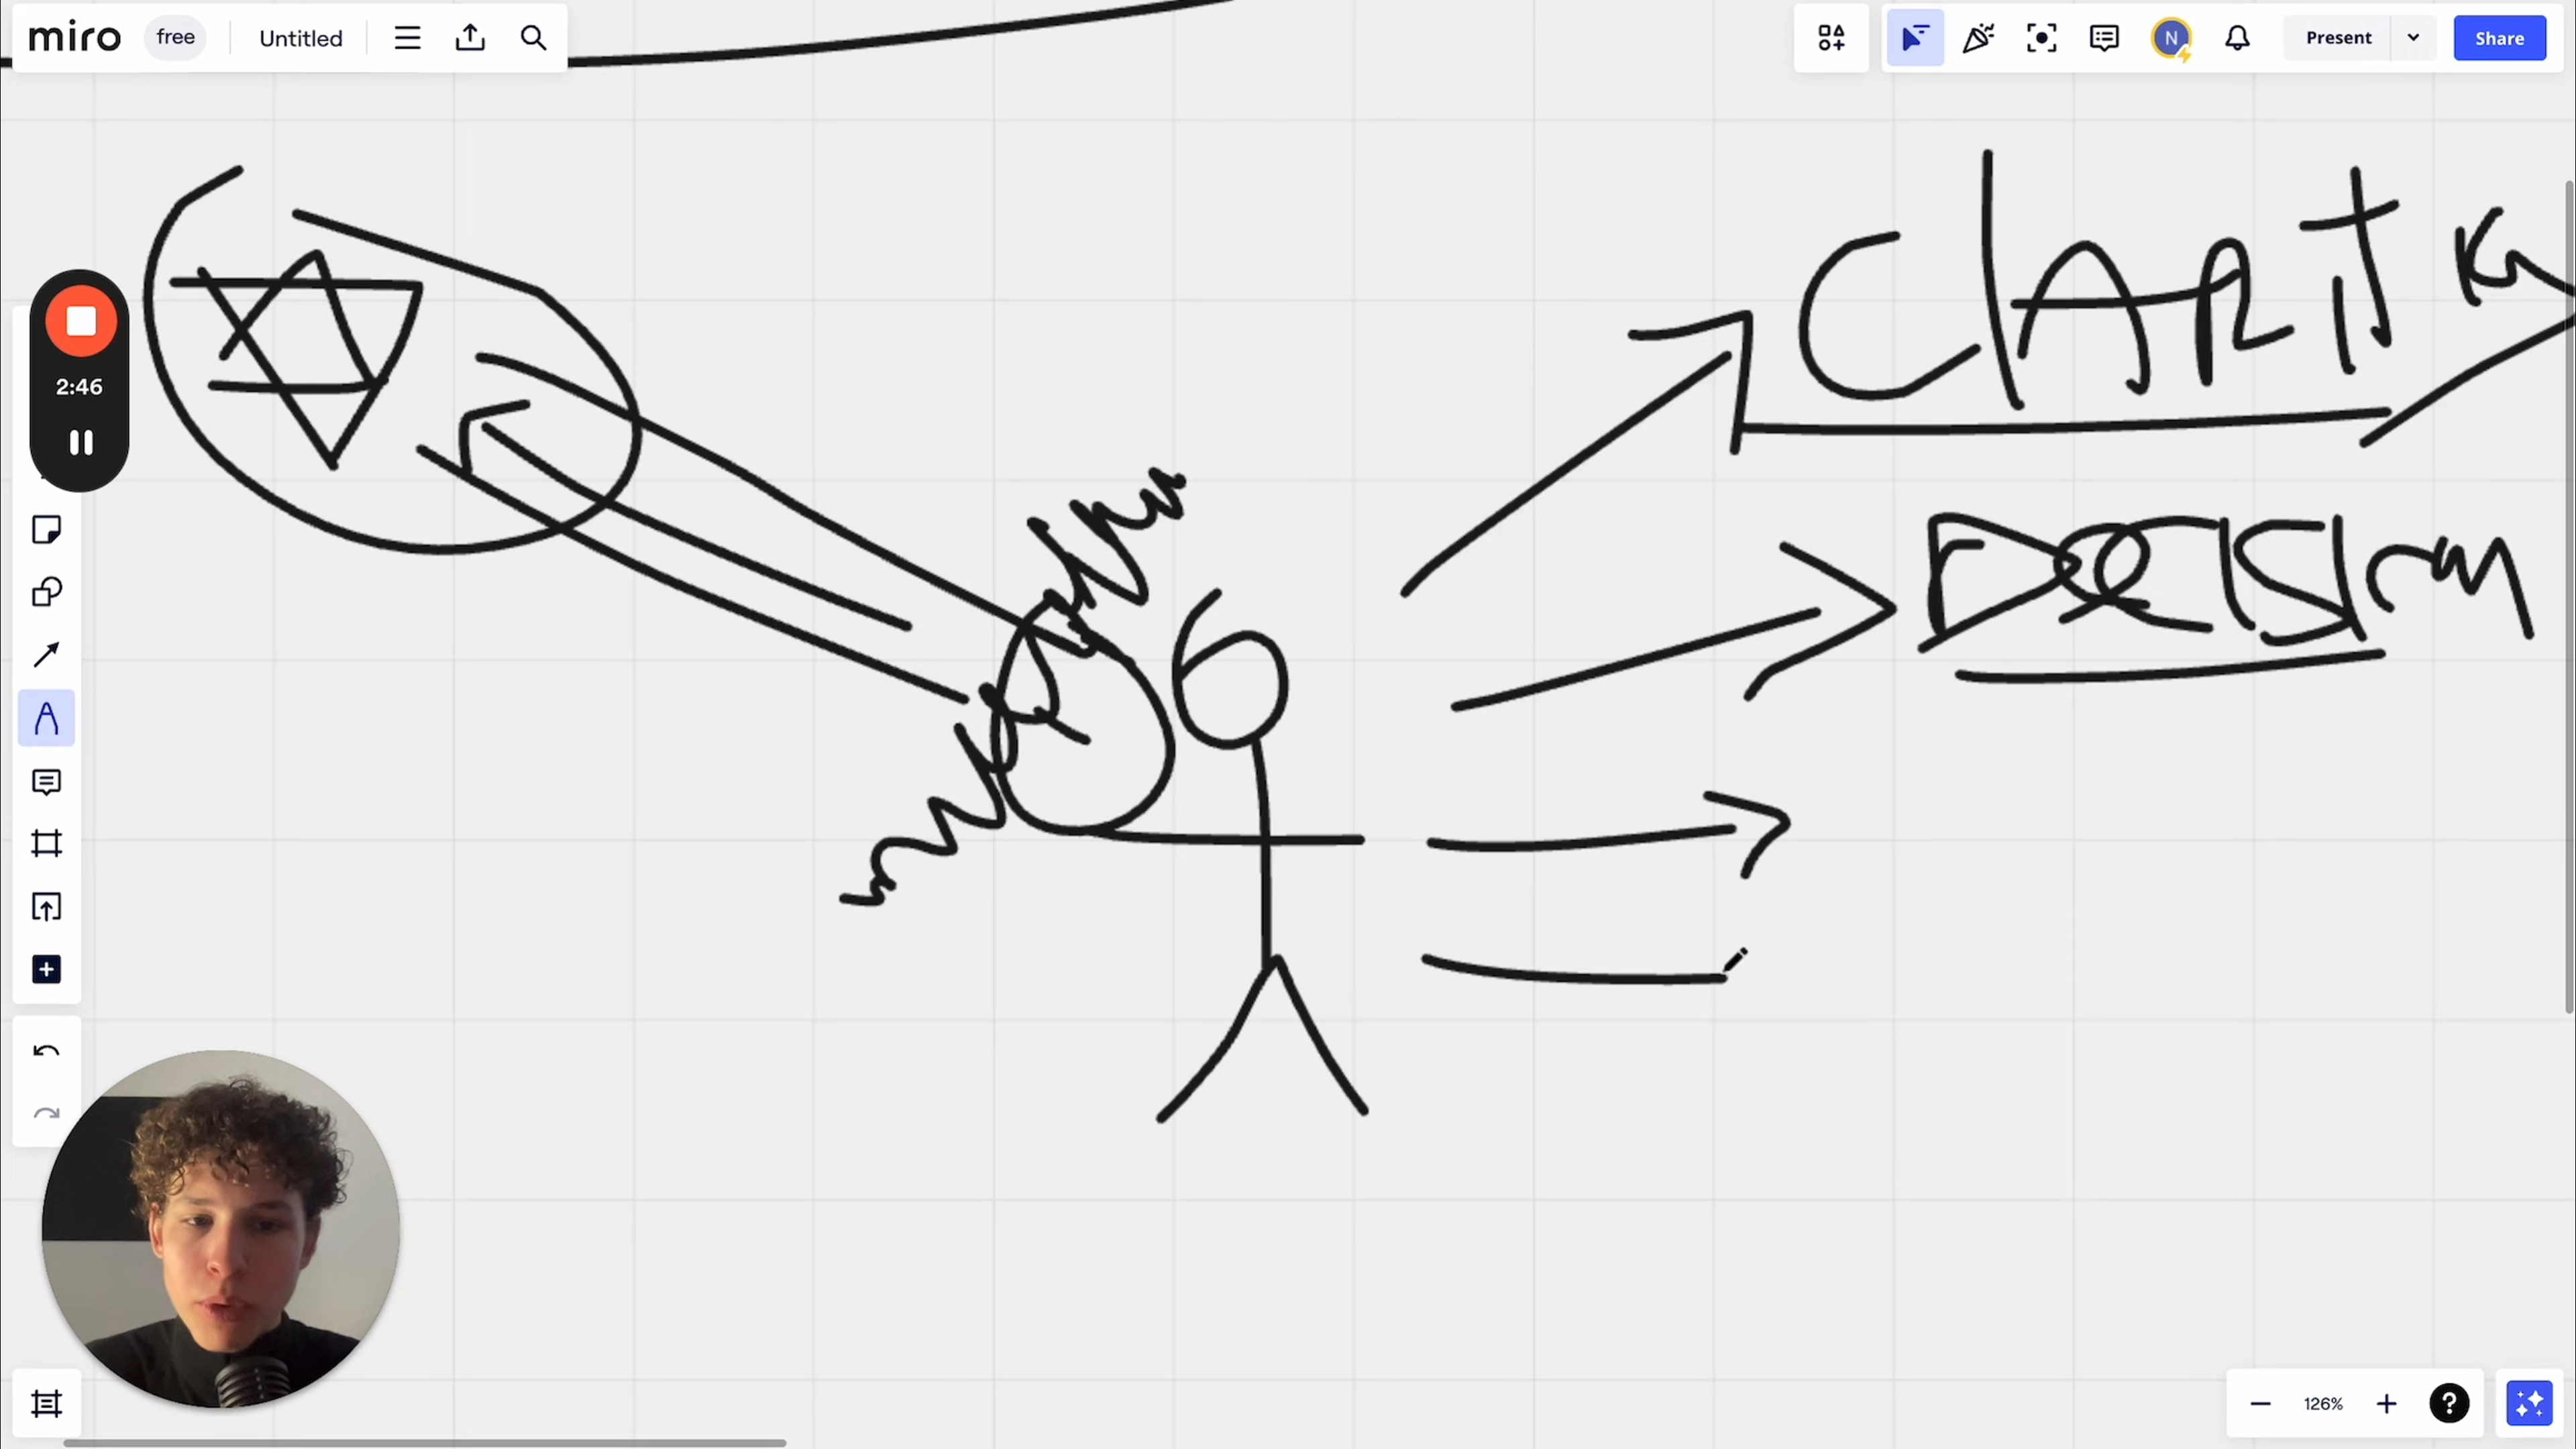 miro free Untitled Present Share
N
CLARITY
2:46
DECISION
126%